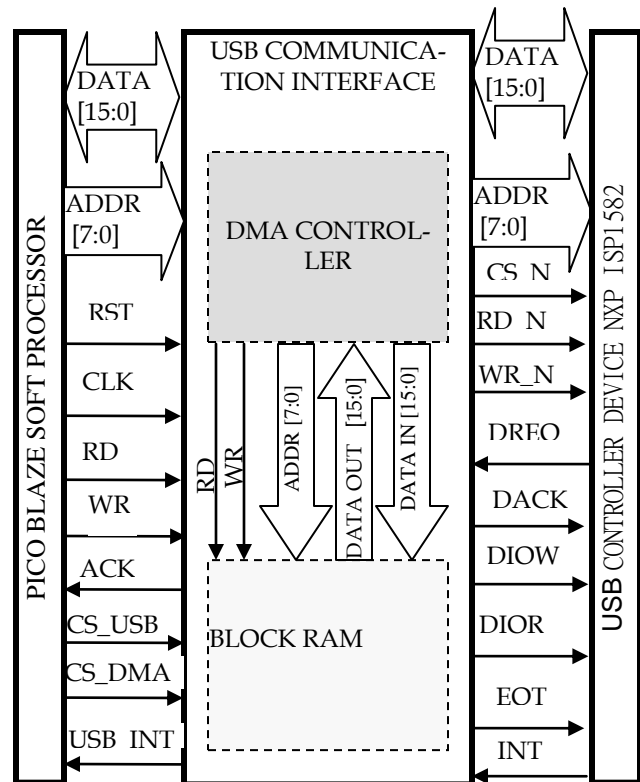 USB COMMUNICA-
TION INTERFACE
DATA
[15:0]
DATA
[15:0]
ADDR
[7:0]
ADDR
[7:0]
DMA CONTROL-
LER
CS_N
RST
RD_N
CLK
WR_N
RD
DREQ
WR
DACK
ACK
DIOW
CS_USB
DIOR
CS_DMA
EOT
USB_INT
INT
RD
WR
ADDR [7:0]
DATA OUT [15:0]
DATA IN [15:0]
BLOCK RAM
PICO BLAZE SOFT PROCESSOR
USB CONTROLLER DEVICE NXP ISP1582